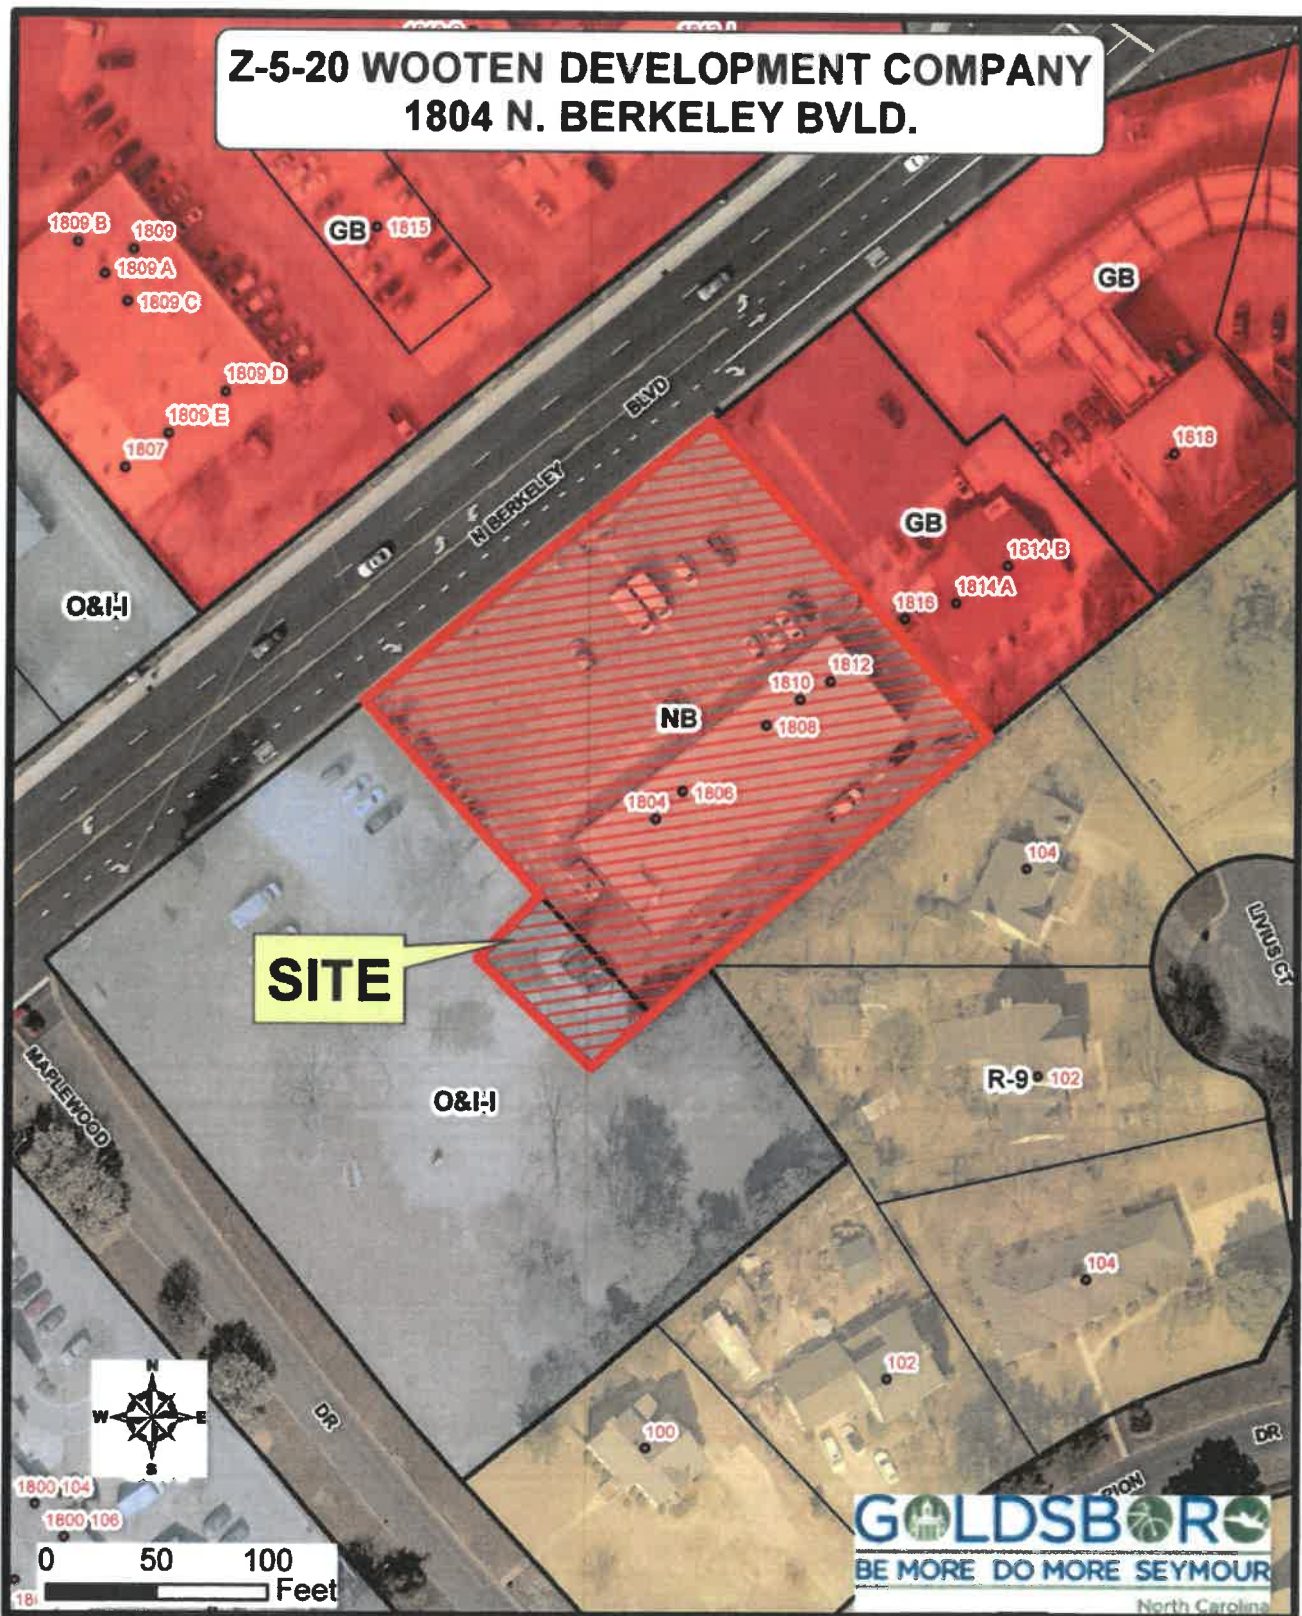 Z-5-20 WOOTEN DEVELOPMENT COMPANY
1804 N. BERKELEY BVLD.
1809 B
1809
1809 A
1809 C
GB
1815
1809 D
1809 E
1807
GB
1818
BLVD
N BERKELEY
GB
1814 B
1814 A
1816
O&I-I
1812
1810
1808
NB
1806
1804
104
LIVIUS CT
SITE
R-9
102
O&I-I
MAPLEWOOD
104
102
100
DR
DR
N
W
E
S
1800 104
1800 106
0 50 100
Feet
GOLDSBORO
BE MORE DO MORE SEYMOUR
North Carolina